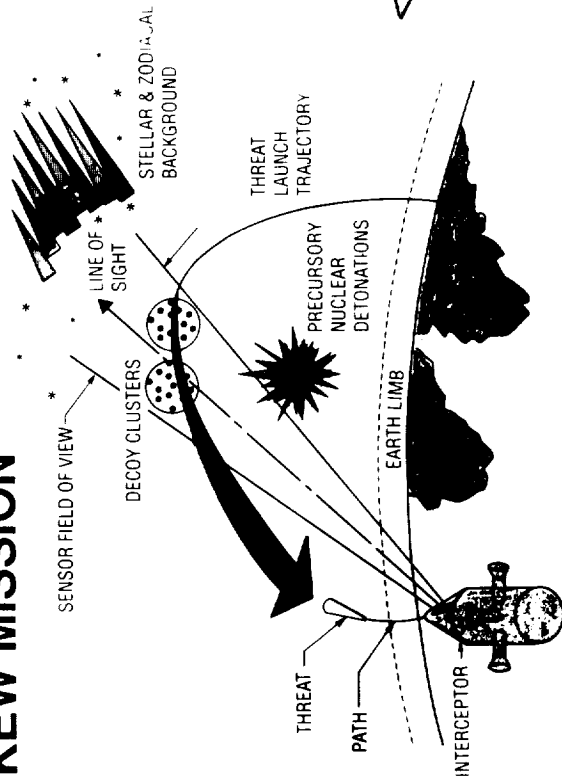 KEW MISSION
SENSOR FIELD OF VIEW
STELLAR & ZODIACAL
BACKGROUND
LINE OF
SIGHT
DECOY CLUSTERS
THREAT
LAUNCH
TRAJECTORY
PRECURSORY
NUCLEAR
DETONATIONS
EARTH LIMB
THREAT
PATH
INTERCEPTOR